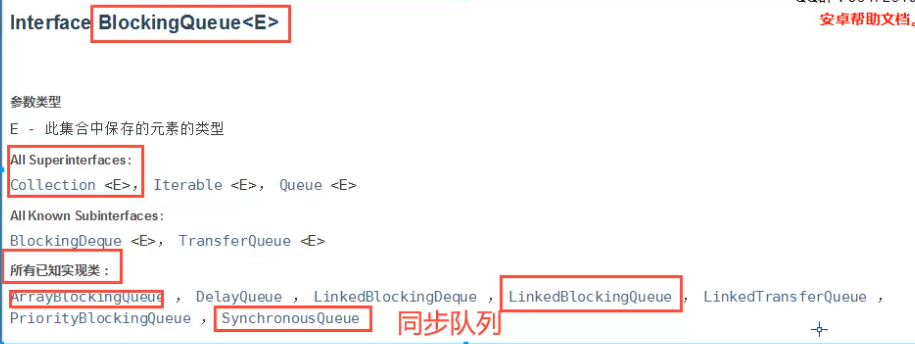 Interface BlockingQueue<E>
安卓帮助文档。
参数类型
E - 此集合中保存的元素的类型
All Superinterfaces:
Collection <E>, Iterable <E>, Queue <E>
All Known Subinterfaces:
BlockingDeque <E>, TransferQueue <E>
所有已知实现类：
ArrayBlockingQueue , DelayQueue , LinkedBlockingDeque , LinkedBlockingQueue , LinkedTransferQueue ,
PriorityBlockingQueue , SynchronousQueue
同步队列